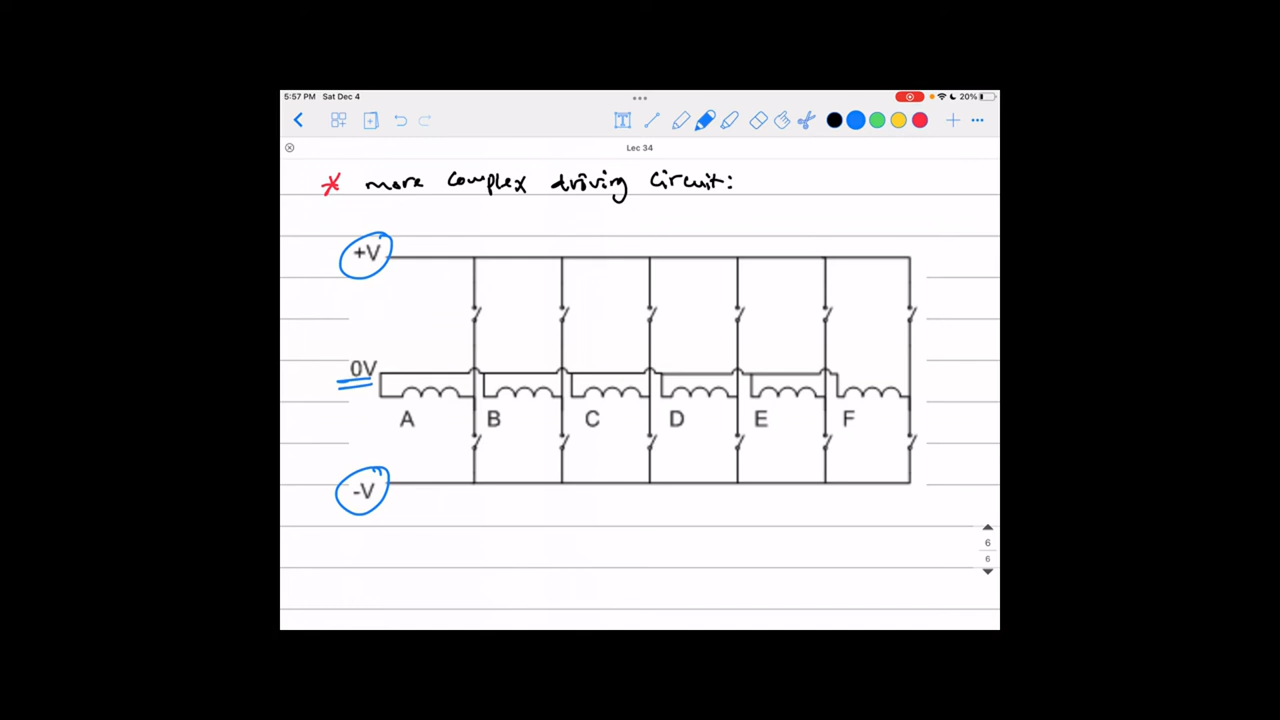 5:57 PM Sat Dec 4 20%
Lec 34
* more complex driving circuit:
+V
0V
A B C D E F
-V
6
6